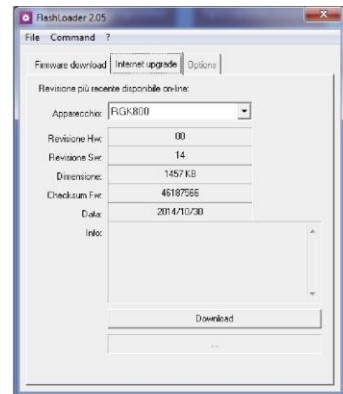 FlashLoader 2.05
File Command ?
Firmware download Internet upgrade Options
Revisione più recente disponibile on-line:
Apparecchio: RGK800
Revisione Hw: 00
Revisione Sw: 14
Dimensione: 1457 KB
Checksum Fw: 46187566
Data: 2014/10/30
Info:
Download
...